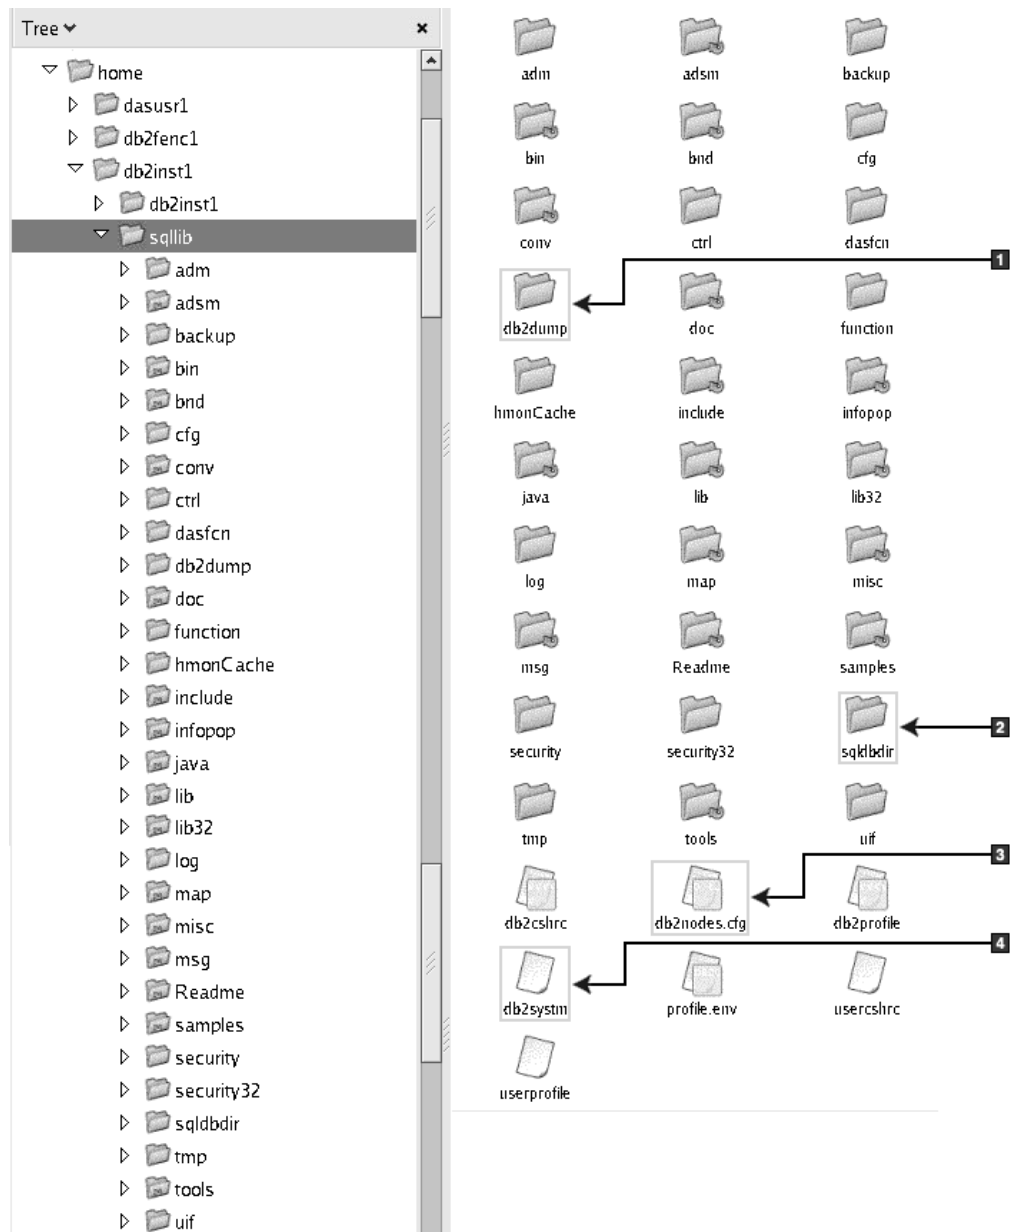 Tree
home
dasusr1
db2fenc1
db2inst1
db2inst1
sqllib
adm
adsm
backup
bin
bnd
cfg
conv
ctrl
dasfcn
db2dump
doc
function
hmonCache
include
infopop
java
lib
lib32
log
map
misc
msg
Readme
samples
security
security32
sqldbdir
tmp
tools
uif
adm adsm backup
bin bnd cfg
conv ctrl dasfcn
1
db2dump doc function
hmonCache include infopop
java lib lib32
log map misc
msg Readme samples
2
security security32 sqldbdir
tmp tools uif
3
db2cshrc db2nodes.cfg db2profile
4
db2systm profile.env usercshrc
userprofile